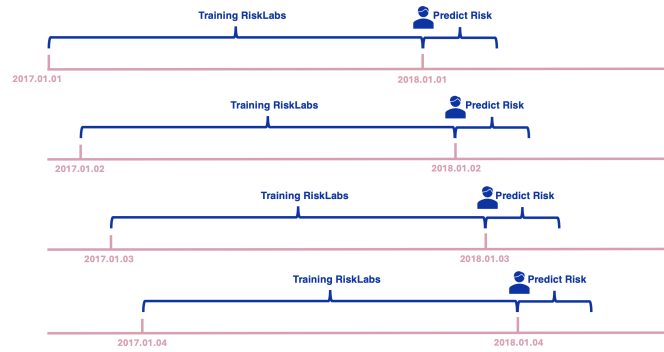 Training RiskLabs Predict Risk
2017.01.01 2018.01.01
Training RiskLabs Predict Risk
2017.01.02 2018.01.02
Training RiskLabs Predict Risk
2017.01.03 2018.01.03
Training RiskLabs Predict Risk
2017.01.04 2018.01.04